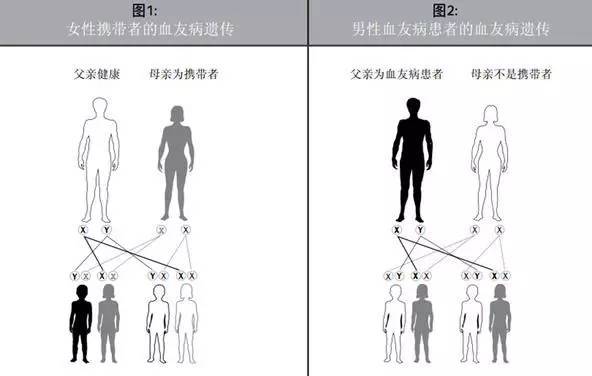 图1:
女性携带者的血友病遗传
父亲健康 母亲为携带者
X Y X X
Y X X X Y X X X
图2:
男性血友病患者的血友病遗传
父亲为血友病患者 母亲不是携带者
X Y X X
X Y X X X Y X X